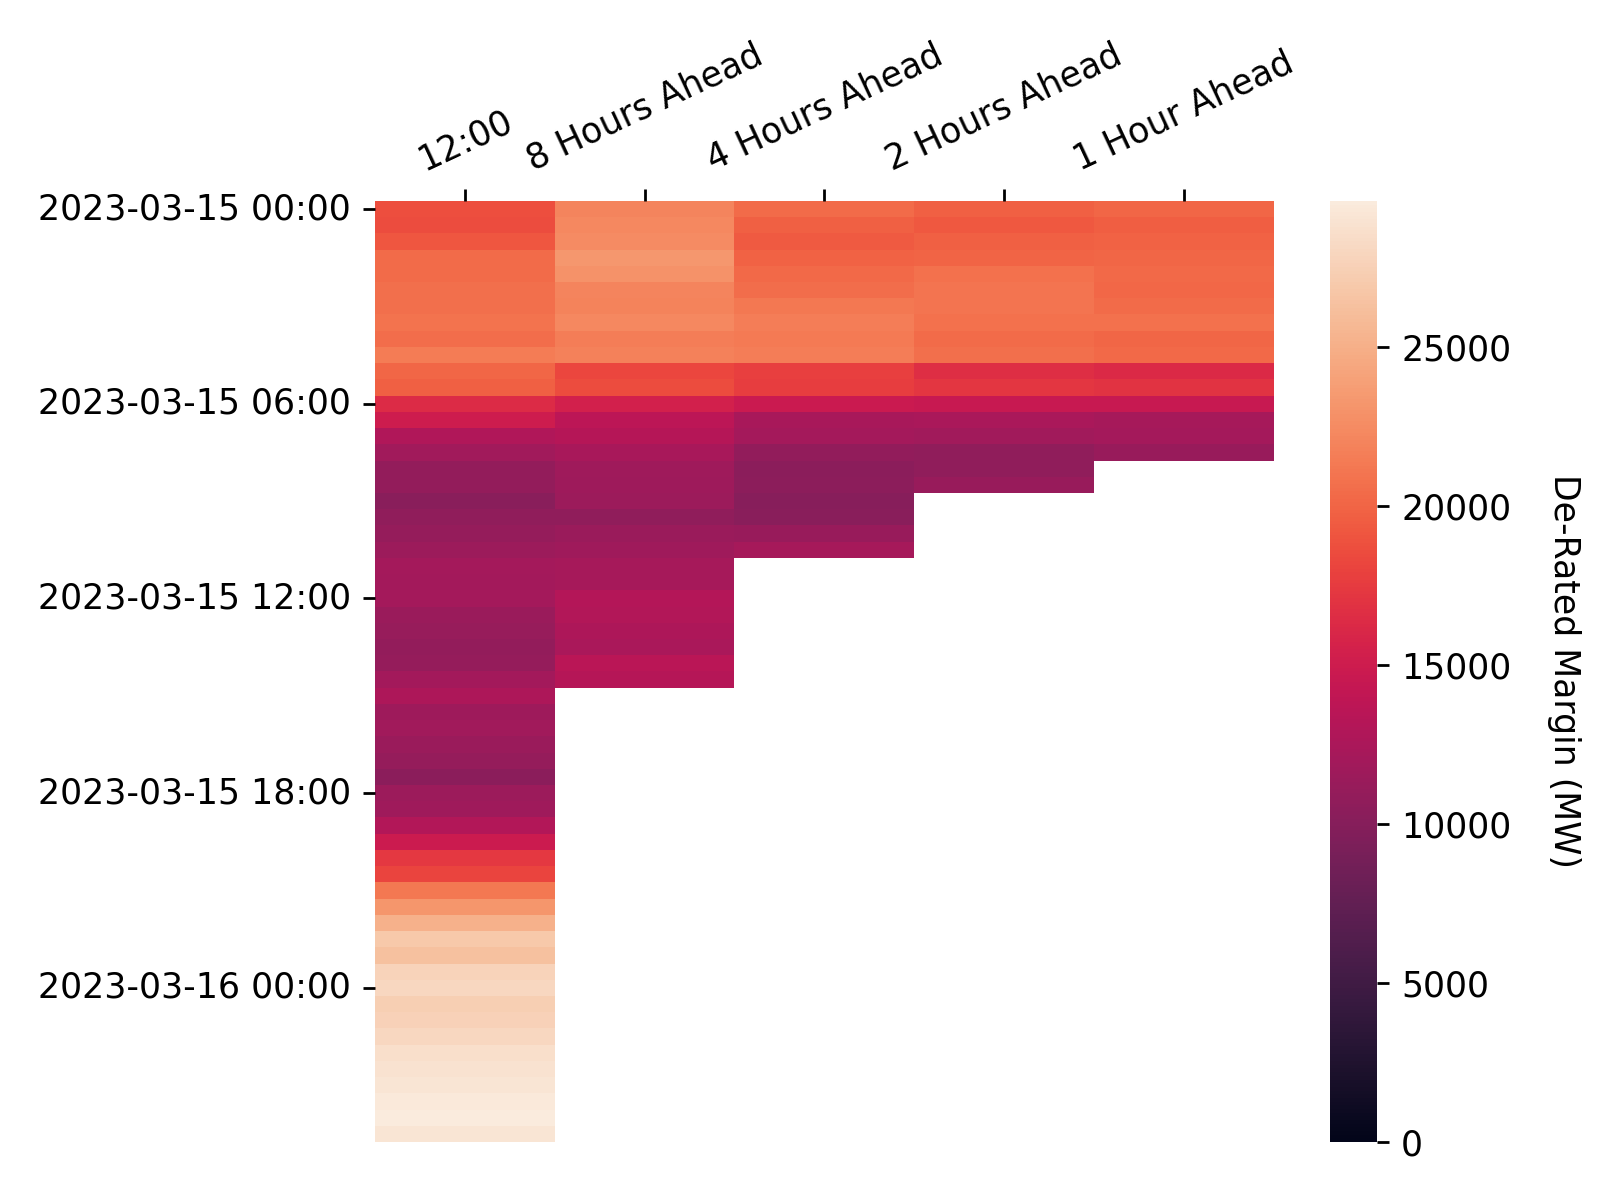 12:00
8 Hours Ahead
4 Hours Ahead
2 Hours Ahead
1 Hour Ahead
2023-03-15 00:00
2023-03-15 06:00
2023-03-15 12:00
2023-03-15 18:00
2023-03-16 00:00
25000
20000
15000
10000
5000
0
De-Rated Margin (MW)